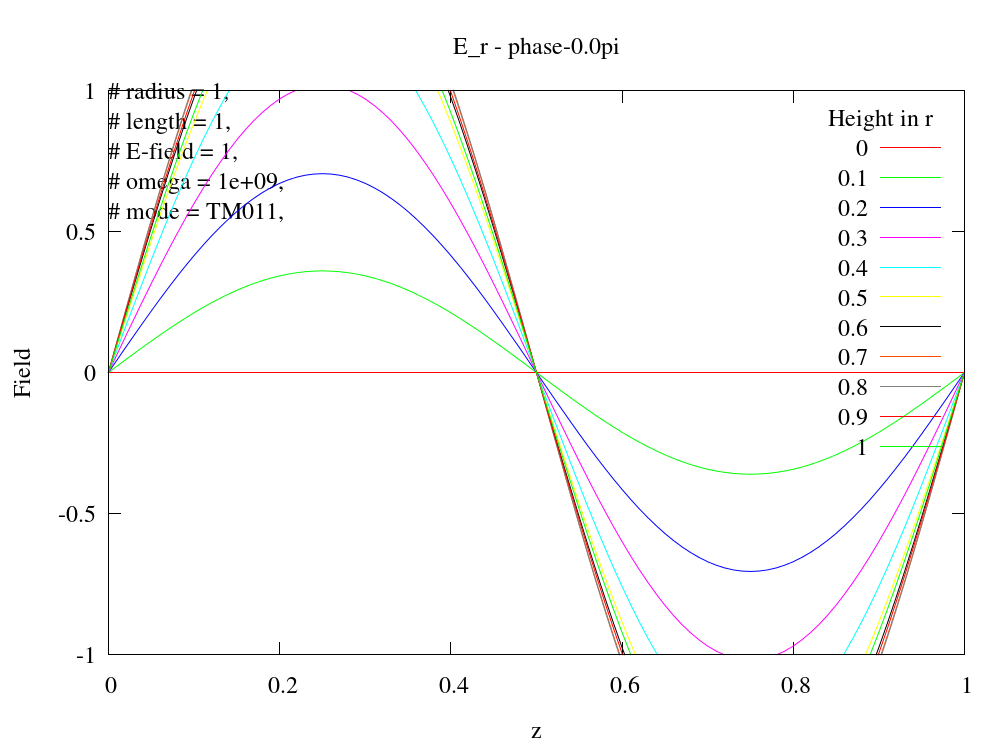 E_r - phase-0.0pi
# radius = 1,
# length = 1,
# E-field = 1,
# omega = 1e+09,
# mode = TM011,
Height in r
0
0.1
0.2
0.3
0.4
0.5
0.6
0.7
0.8
0.9
1
1
0.5
0
-0.5
-1
Field
0 0.2 0.4 0.6 0.8 1
z